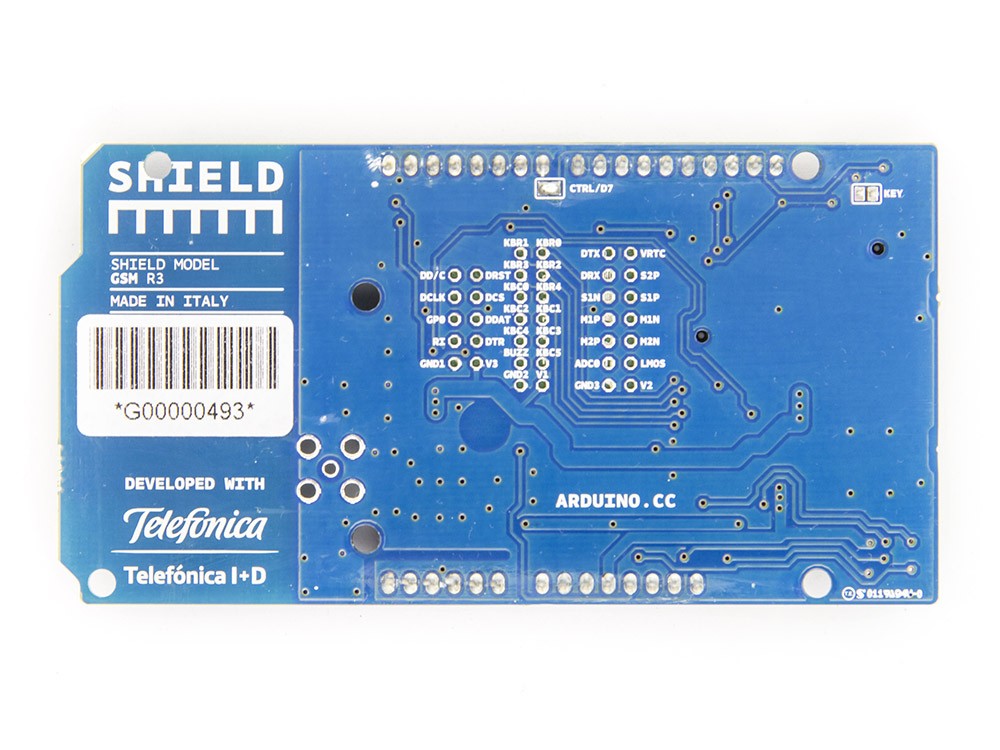 SHIELD
SHIELD MODEL
GSM R3
MADE IN ITALY
*G00000493*
DEVELOPED WITH
Telefónica
Telefónica I+D
CTRL/D7
KEY
KBR1 KBR0
KBR3 KBR2
DD/C DRST
KBC0 KBR4
DCLK DCS
KBC2 KBC1
GP0 DDAT
KBC4 KBC3
RI DTR
BUZZ KBC5
GND1 V3
GND2 V1
DTX VRTC
DRX S2P
S1N S1P
M1P M1N
M2P M2N
ADC0 LMOS
GND3 V2
ARDUINO.CC